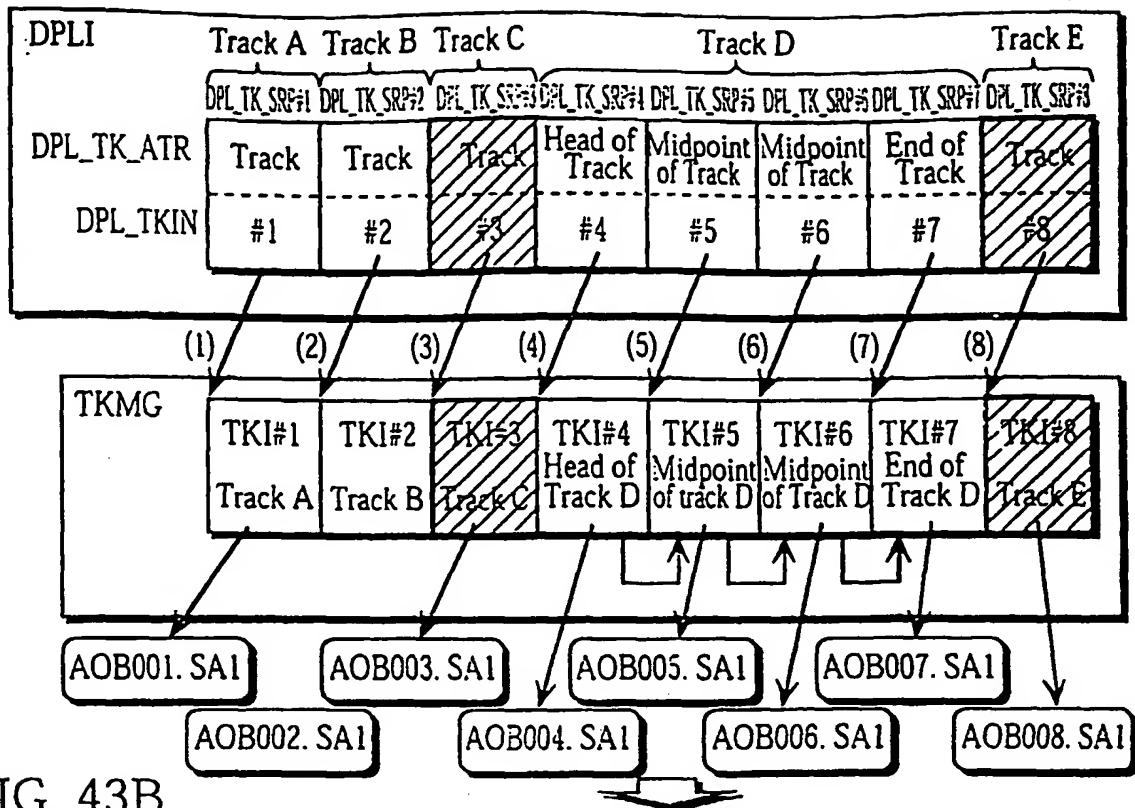 DPLI
Track A Track B Track C Track D Track E
DPL_TK_SRP#1 DPL_TK_SRP#2 DPL_TK_SRP#3 DPL_TK_SRP#4 DPL_TK_SRP#5 DPL_TK_SRP#6 DPL_TK_SRP#7 DPL_TK_SRP#8
DPL_TK_ATR Track Track Track Head of Track Midpoint of Track Midpoint of Track End of Track Track
DPL_TKIN #1 #2 #3 #4 #5 #6 #7 #8
(1) (2) (3) (4) (5) (6) (7) (8)
TKMG
TKI#1 TKI#2 TKI#3 TKI#4 TKI#5 TKI#6 TKI#7 TKI#8
Track A Track B Track C Head of Track D Midpoint of track D Midpoint of Track D End of Track D Track E
AOB001. SA1 AOB003. SA1 AOB005. SA1 AOB007. SA1
AOB002. SA1 AOB004. SA1 AOB006. SA1 AOB008. SA1
IG. 43B